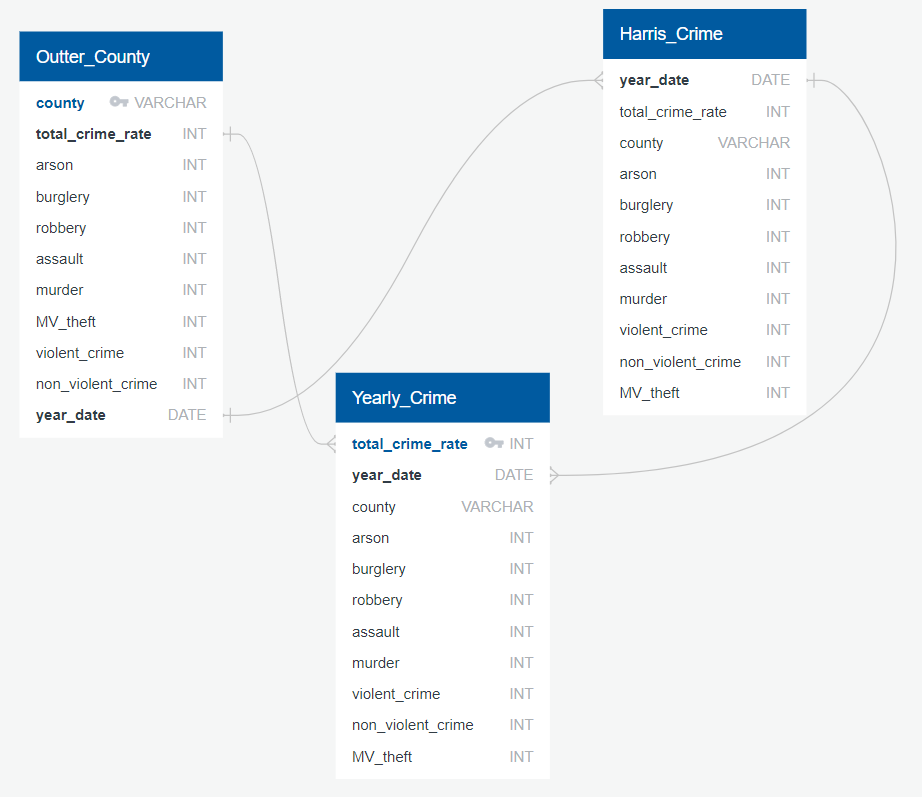 Outter_County
county VARCHAR
total_crime_rate INT
arson INT
burglery INT
robbery INT
assault INT
murder INT
MV_theft INT
violent_crime INT
non_violent_crime INT
year_date DATE
Harris_Crime
year_date DATE
total_crime_rate INT
county VARCHAR
arson INT
burglery INT
robbery INT
assault INT
murder INT
violent_crime INT
non_violent_crime INT
MV_theft INT
Yearly_Crime
total_crime_rate INT
year_date DATE
county VARCHAR
arson INT
burglery INT
robbery INT
assault INT
murder INT
violent_crime INT
non_violent_crime INT
MV_theft INT